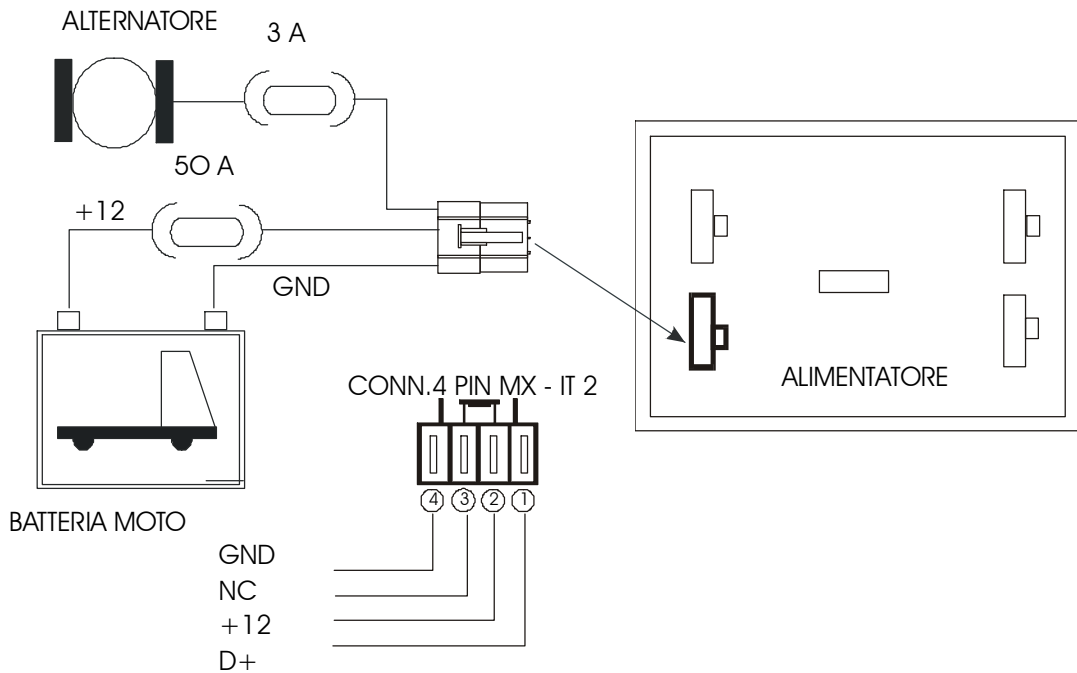 ALTERNATORE
3 A
50 A
+12
GND
ALIMENTATORE
CONN.4 PIN MX - IT 2
4 3 2 1
BATTERIA MOTO
GND
NC
+12
D+